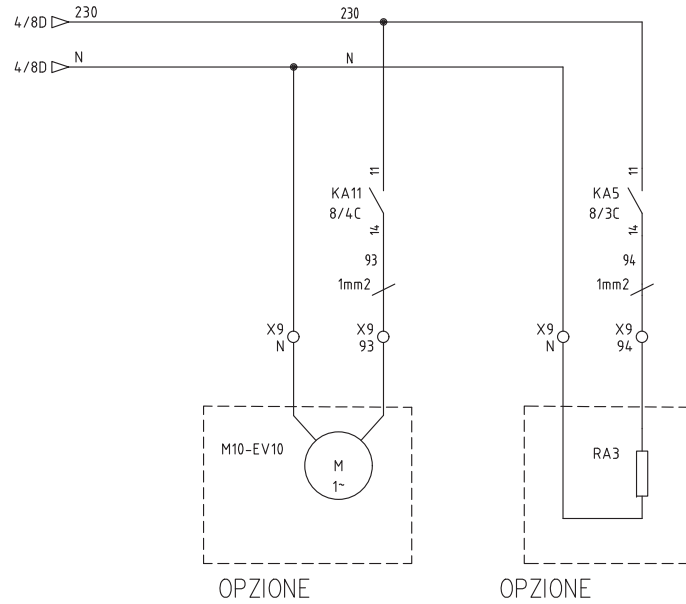 4/8D
230
230
4/8D
N
N
11
11
KA11
8/4C
KA5
8/3C
14
14
93
94
1mm2
1mm2
X9
N
X9
93
X9
N
X9
94
M10-EV10
M
1~
RA3
OPZIONE
OPZIONE